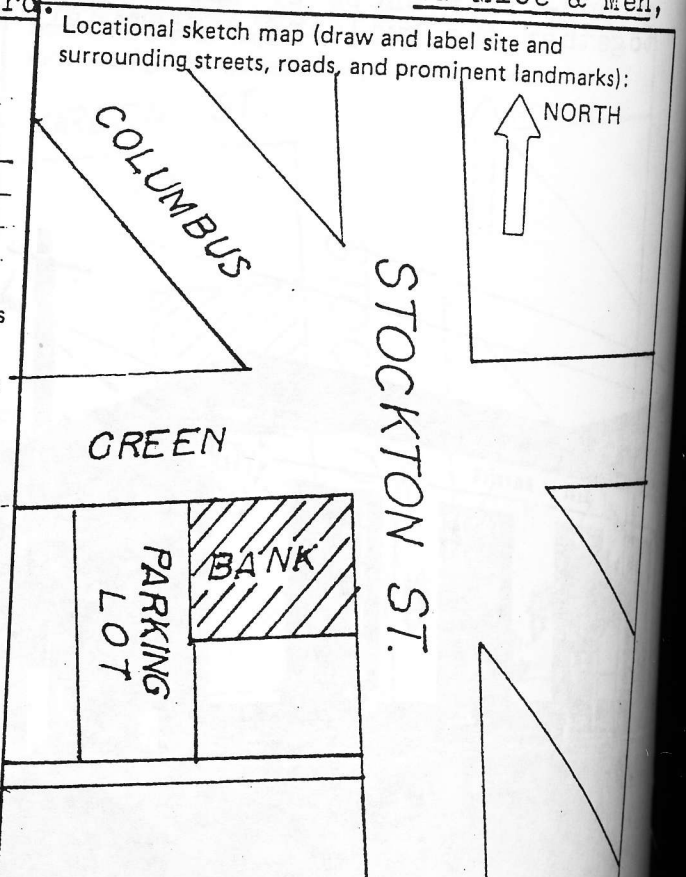 & Men,
Locational sketch map (draw and label site and
surrounding streets, roads, and prominent landmarks):
NORTH
COLUMBUS
STOCKTON ST.
GREEN
BANK
PARKING
LOT